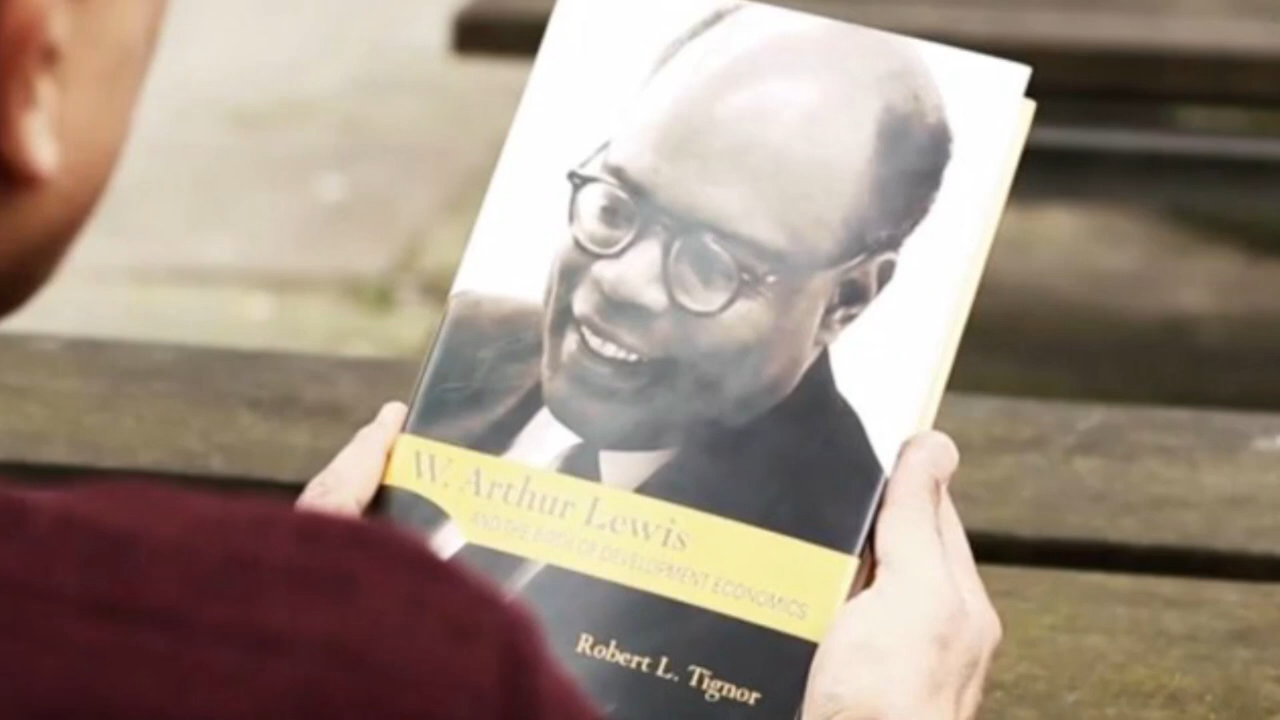 W. Arthur Lewis
AND THE BIRTH OF DEVELOPMENT ECONOMICS
Robert L. Tignor